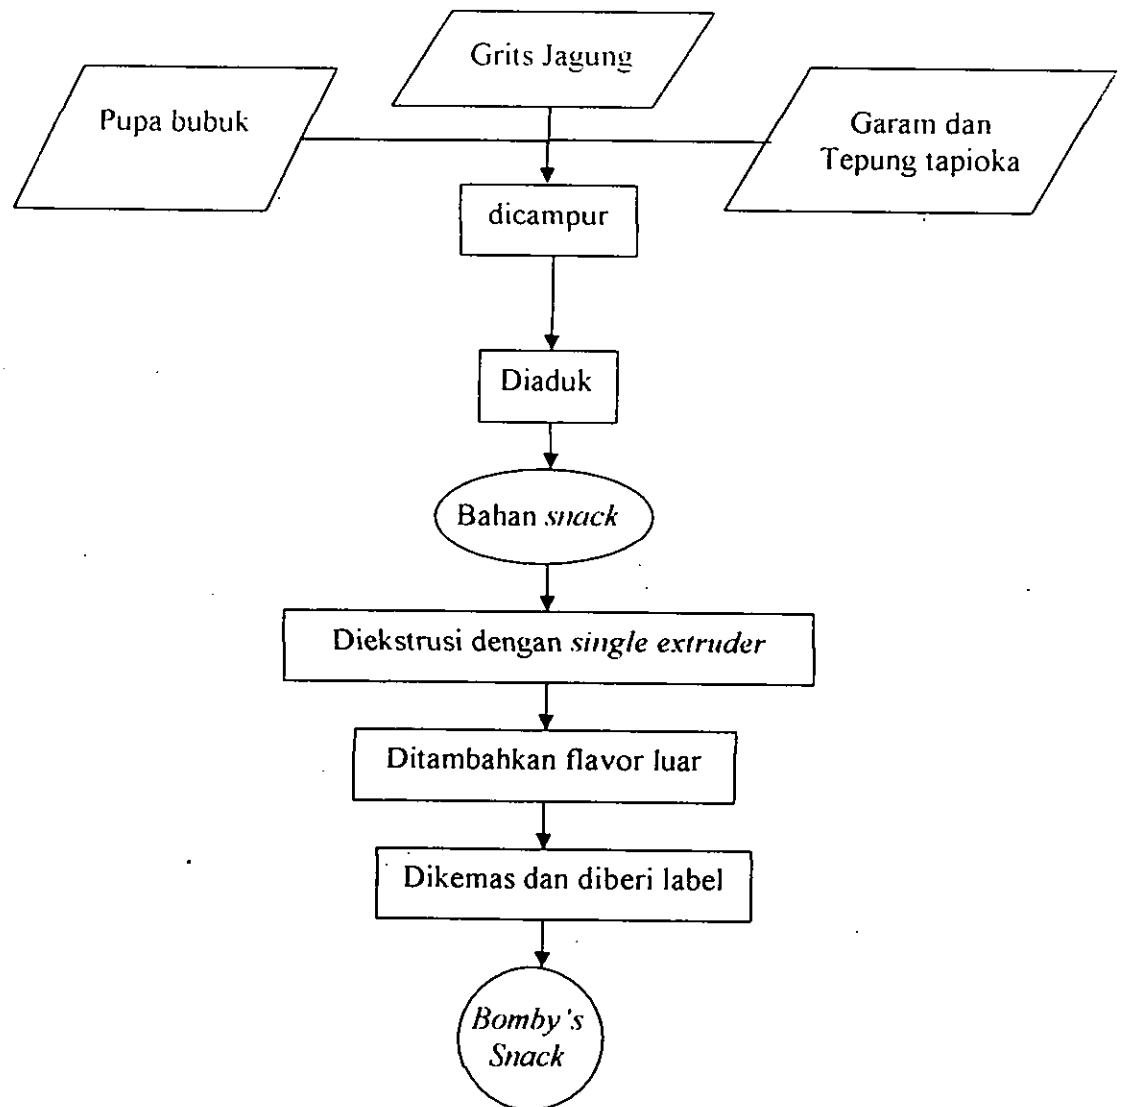 Grits Jagung
Pupa bubuk
Garam dan
Tepung tapioka
dicampur
Diaduk
Bahan snack
Diekstrusi dengan single extruder
Ditambahkan flavor luar
Dikemas dan diberi label
Bomby's
Snack